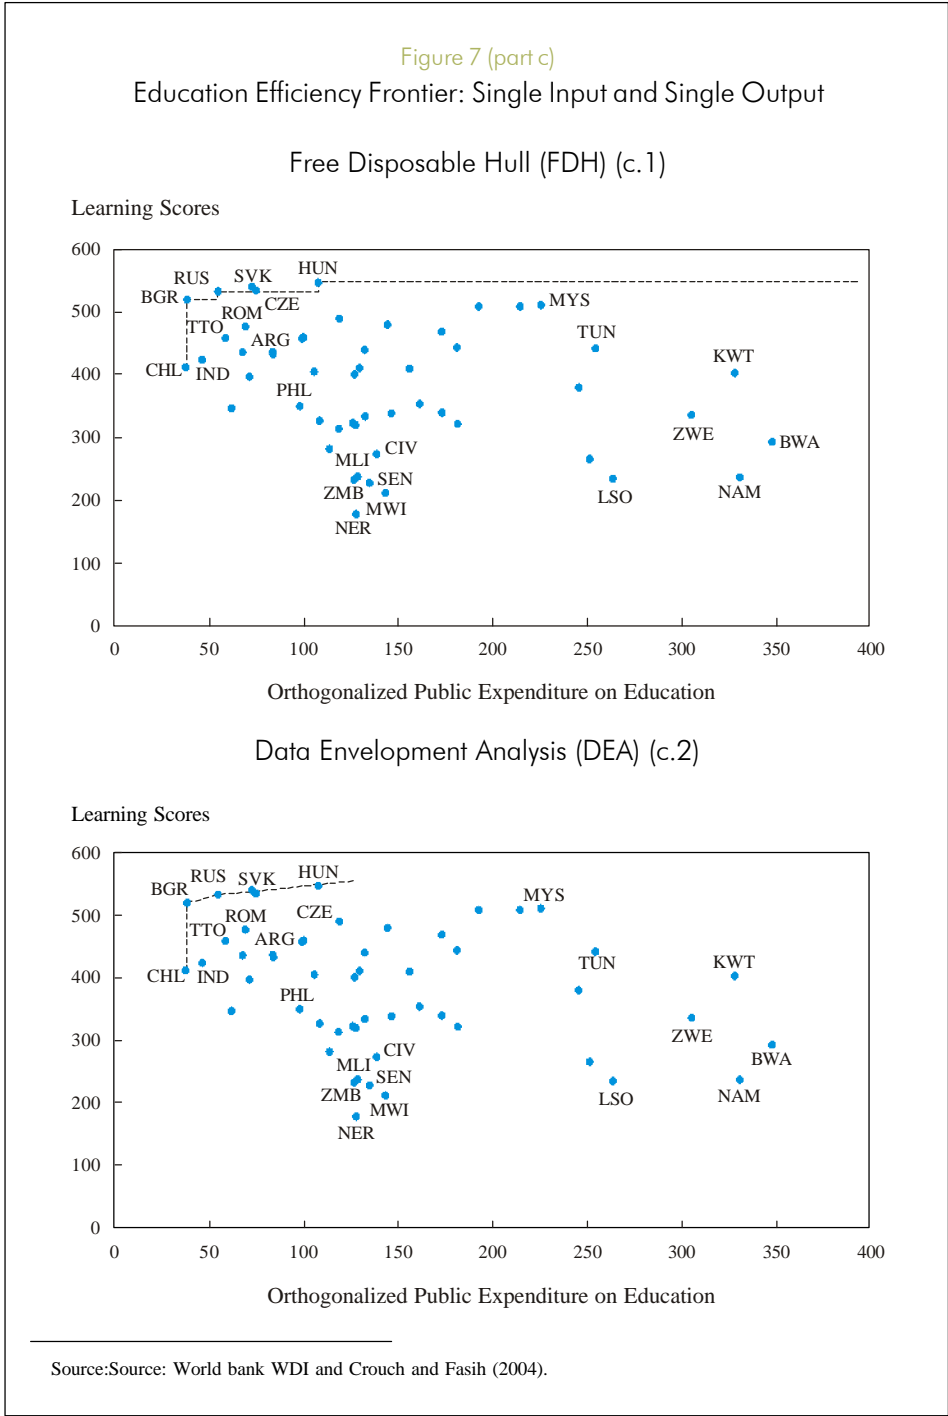 Figure 7 (part c)
Education Efficiency Frontier: Single Input and Single Output
Free Disposable Hull (FDH) (c.1)
Learning Scores
600
500
400
300
200
100
0
0 50 100 150 200 250 300 350 400
RUS SVK HUN
BGR CZE
TTO ROM ARG MYS
TUN
CHL IND KWT
PHL
ZWE BWA
MLI CIV
ZMB SEN LSO NAM
MWI
NER
Orthogonalized Public Expenditure on Education
Data Envelopment Analysis (DEA) (c.2)
Learning Scores
600
500
400
300
200
100
0
0 50 100 150 200 250 300 350 400
BGR RUS SVK HUN
TTO ROM CZE MYS
ARG
CHL IND TUN KWT
PHL
ZWE
MLI CIV BWA
ZMB SEN LSO NAM
MWI
NER
Orthogonalized Public Expenditure on Education
Source:Source: World bank WDI and Crouch and Fasih (2004).